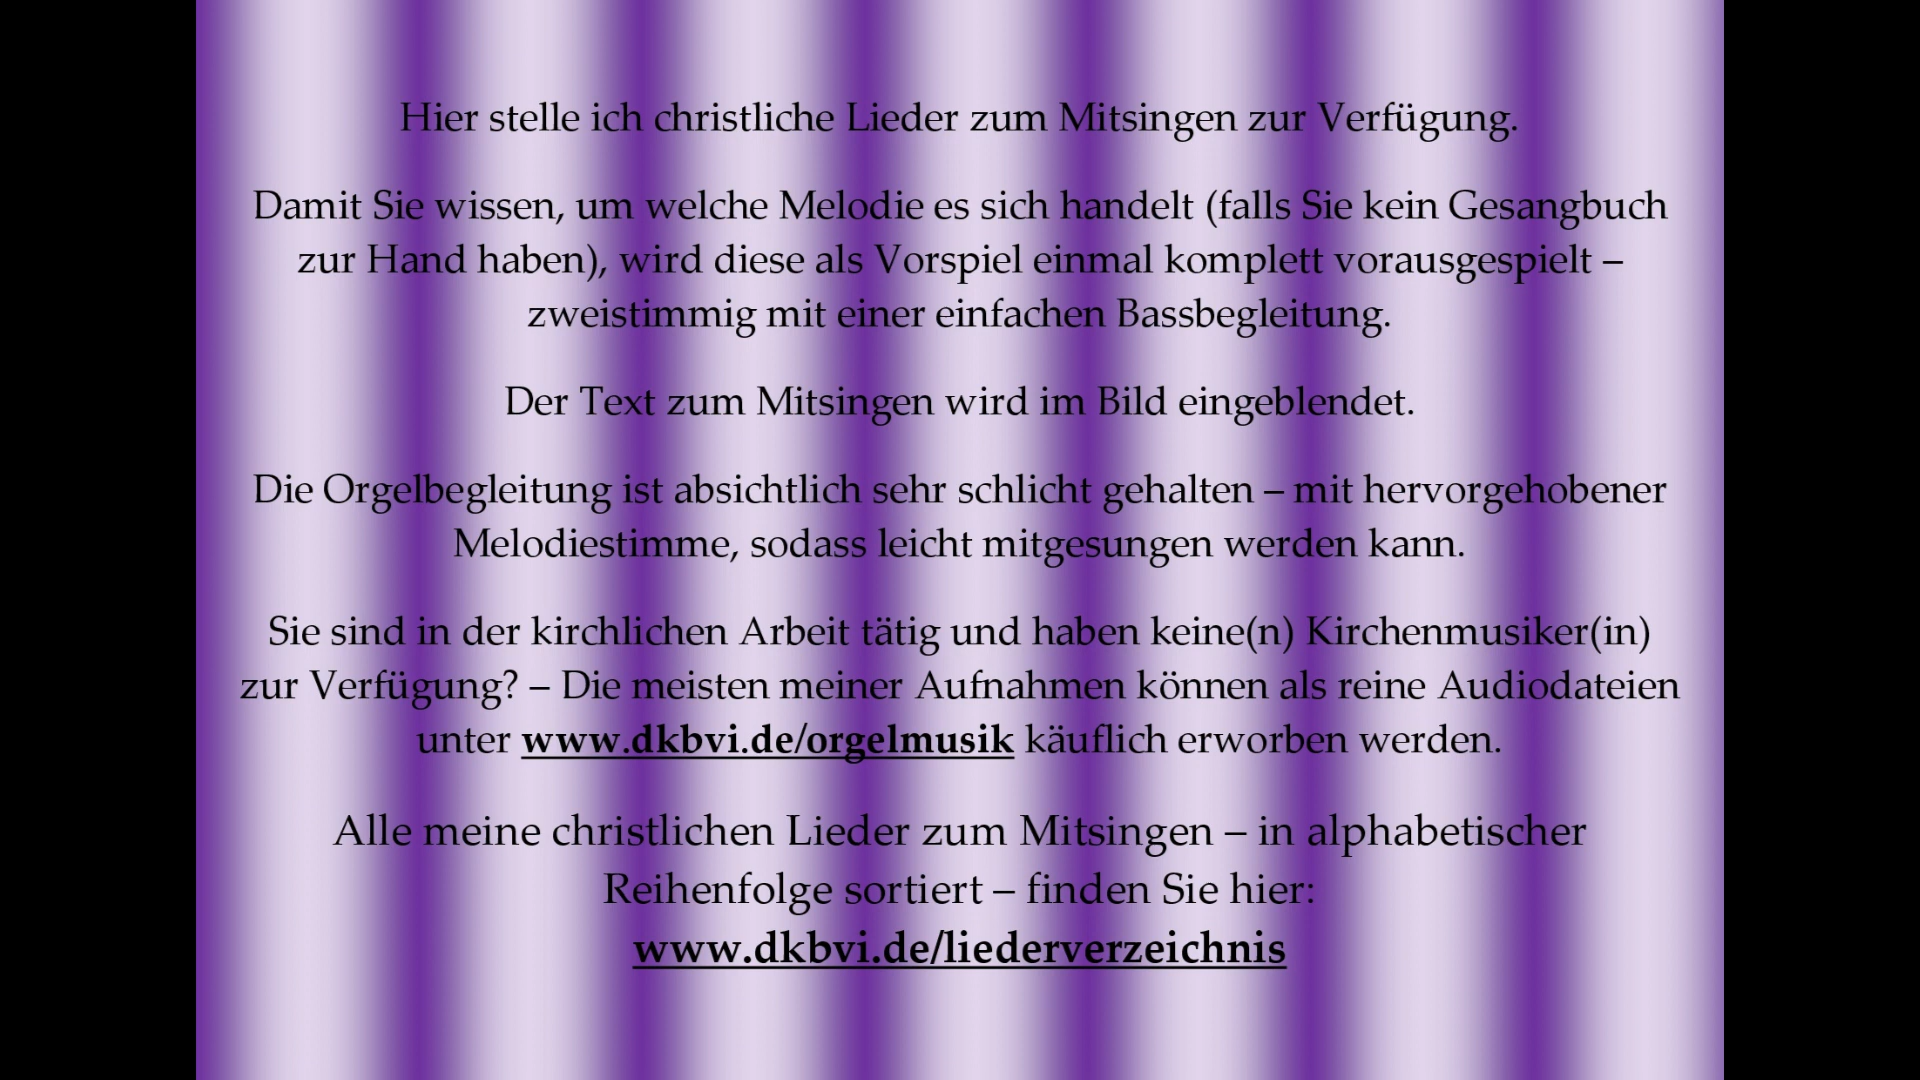 Hier stelle ich christliche Lieder zum Mitsingen zur Verfügung.
Damit Sie wissen, um welche Melodie es sich handelt (falls Sie kein Gesangbuch
zur Hand haben), wird diese als Vorspiel einmal komplett vorausgespielt –
zweistimmig mit einer einfachen Bassbegleitung.
Der Text zum Mitsingen wird im Bild eingeblendet.
Die Orgelbegleitung ist absichtlich sehr schlicht gehalten – mit hervorgehobener
Melodiestimme, sodass leicht mitgesungen werden kann.
Sie sind in der kirchlichen Arbeit tätig und haben keine(n) Kirchenmusiker(in)
zur Verfügung? – Die meisten meiner Aufnahmen können als reine Audiodateien
unter www.dkbvi.de/orgelmusik käuflich erworben werden.
Alle meine christlichen Lieder zum Mitsingen – in alphabetischer
Reihenfolge sortiert – finden Sie hier:
www.dkbvi.de/liederverzeichnis